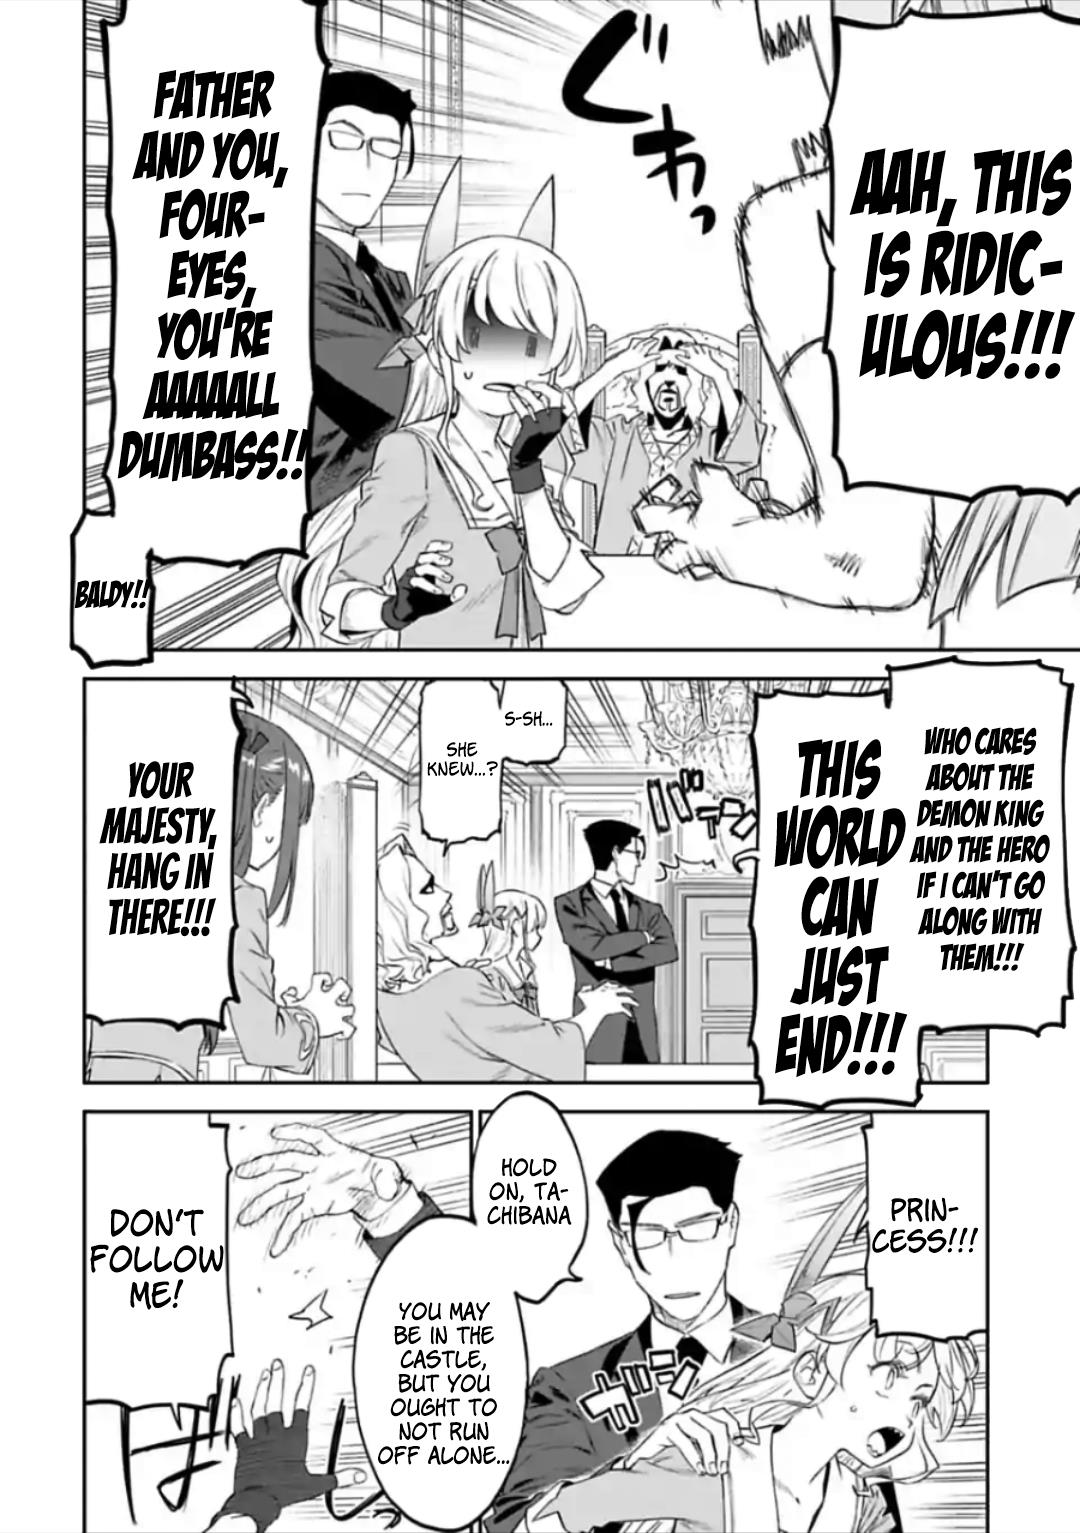 AAH, THIS
IS RIDIC-
ULOUS!!!
ぐ
わ
っ
FATHER
AND YOU,
FOUR-
EYES,
YOU'RE
AAAAALL
DUMBASS!!
BALDY!!
WHO CARES
ABOUT THE
DEMON KING
AND THE HERO
IF I CAN'T GO
ALONG WITH
THEM!!!
THIS
WORLD
CAN
JUST
END!!!
S-SH...
SHE
KNEW...?
YOUR
MAJESTY,
HANG IN
THERE!!!
PRIN-
CESS!!!
HOLD
ON, TA-
CHIBANA
YOU MAY
BE IN THE
CASTLE,
BUT YOU
OUGHT TO
NOT RUN
OFF ALONE...
DON'T
FOLLOW
ME!